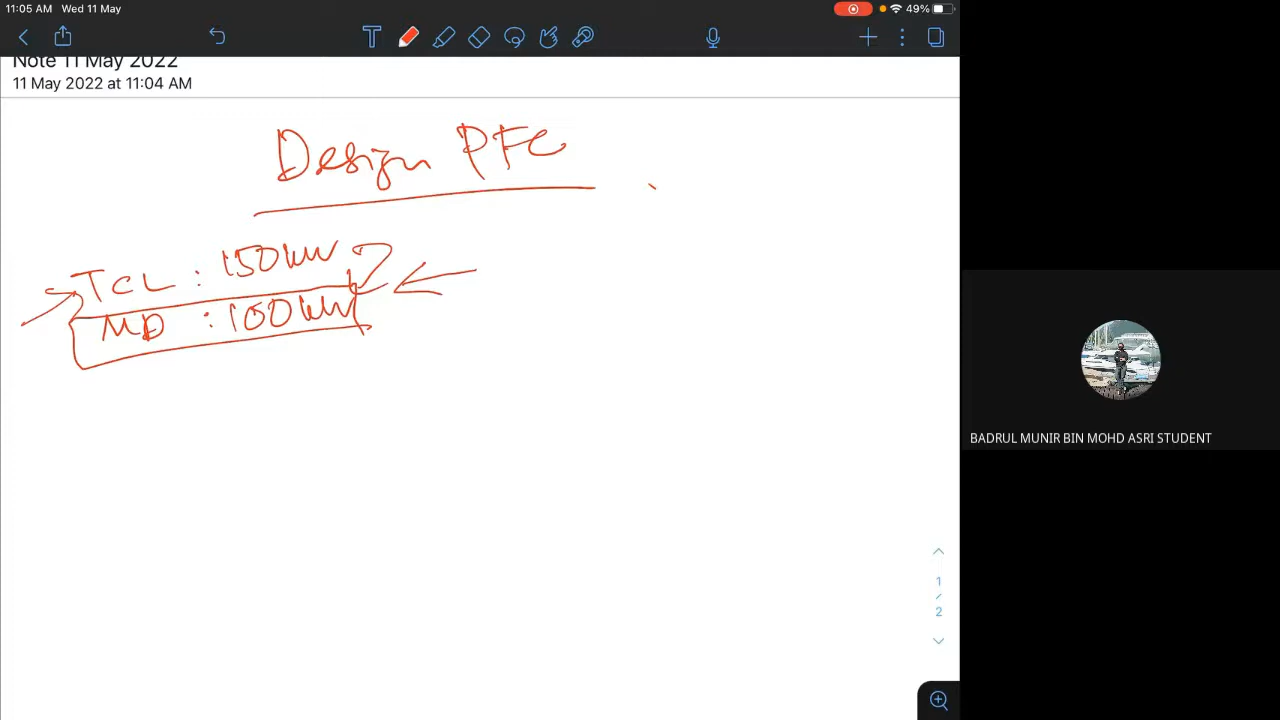 11:05 AM Wed 11 May
49%
Note 11 May 2022
11 May 2022 at 11:04 AM
Design PFC
TCL : 150kW
MD : 100kW
1
/
2
BADRUL MUNIR BIN MOHD ASRI STUDENT